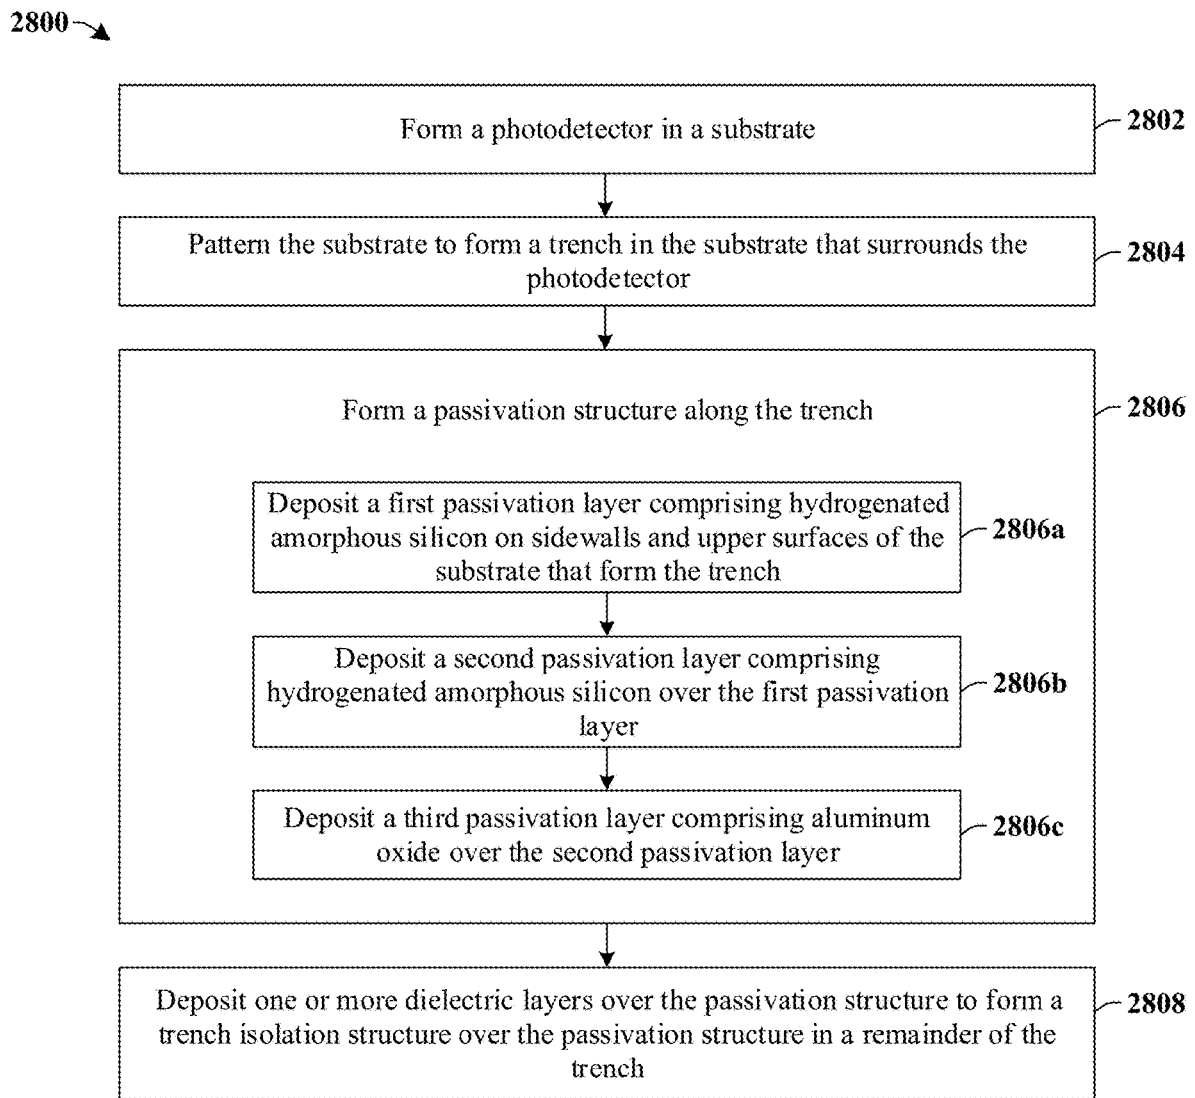 2800
Form a photodetector in a substrate
2802
Pattern the substrate to form a trench in the substrate that surrounds the
photodetector
2804
Form a passivation structure along the trench
2806
Deposit a first passivation layer comprising hydrogenated
amorphous silicon on sidewalls and upper surfaces of the
substrate that form the trench
2806a
Deposit a second passivation layer comprising
hydrogenated amorphous silicon over the first passivation
layer
2806b
Deposit a third passivation layer comprising aluminum
oxide over the second passivation layer
2806c
Deposit one or more dielectric layers over the passivation structure to form a
trench isolation structure over the passivation structure in a remainder of the
trench
2808